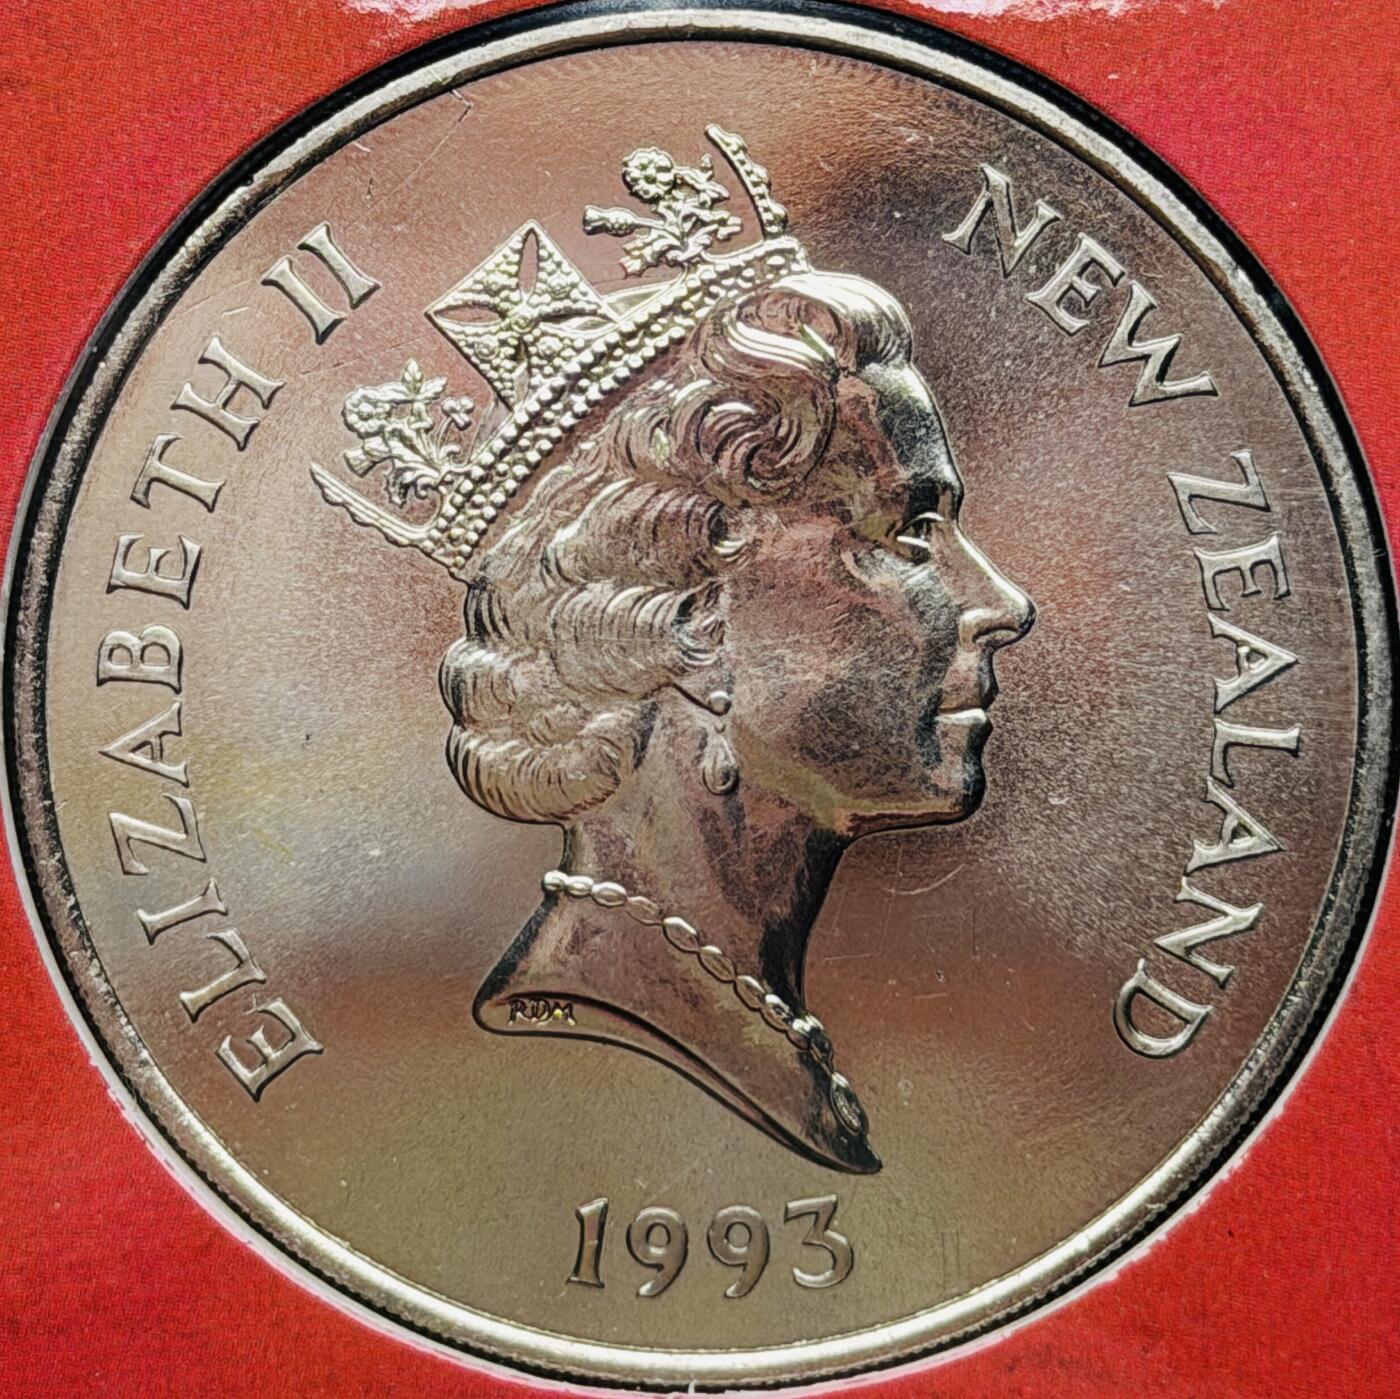 ELIZABETH II
NEW ZEALAND
RDM
1993